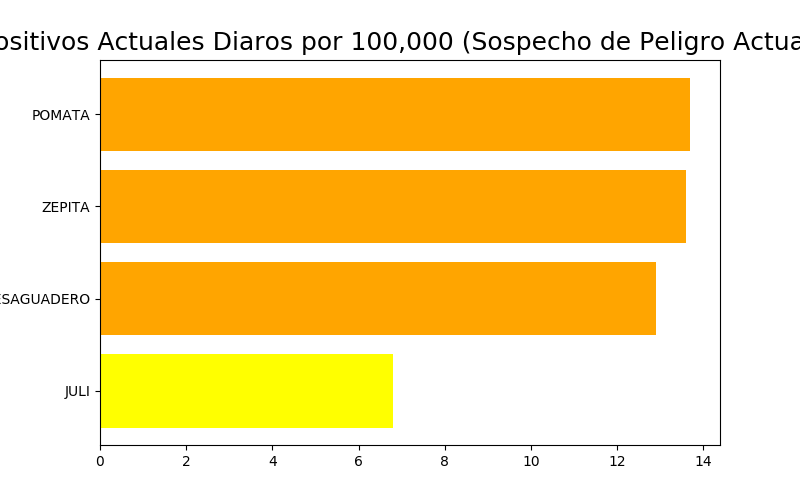 ositivos Actuales Diaros por 100,000 (Sospecho de Peligro Actua
POMATA
ZEPITA
ESAGUADERO
JULI
0 2 4 6 8 10 12 14